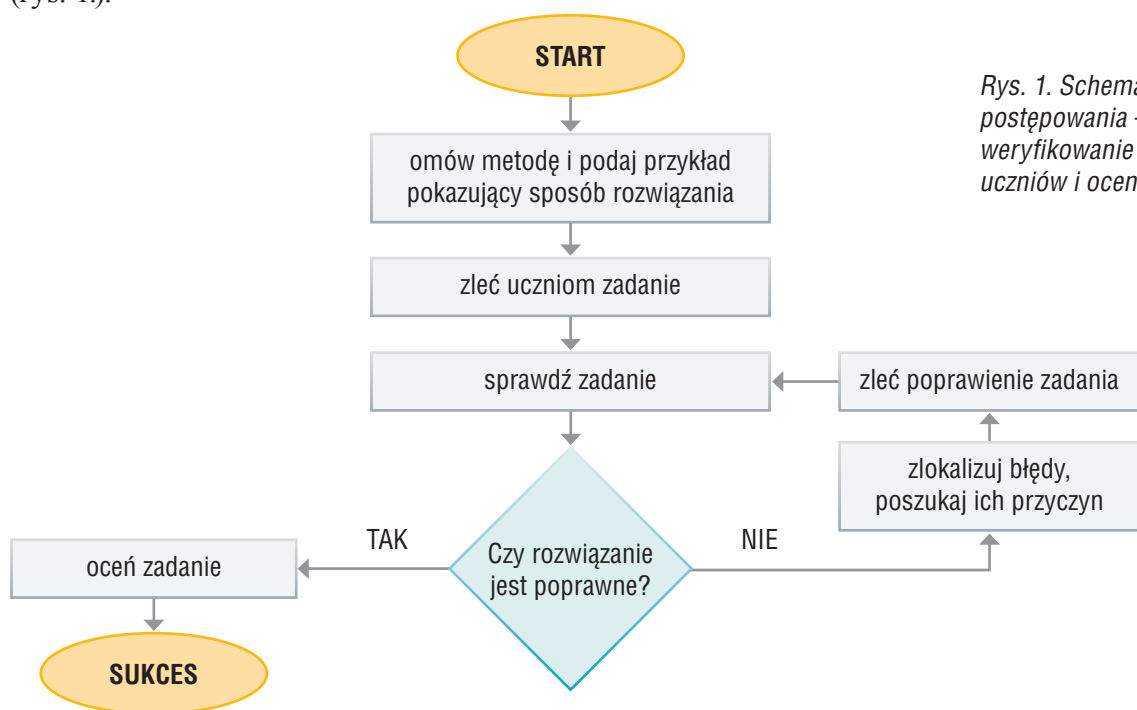 (rys. 1.).
START
Rys. 1. Schema
postępowania -
weryfikowanie
uczniów i ocen
omów metodę i podaj przykład
pokazujący sposób rozwiązania
zleć uczniom zadanie
sprawdź zadanie
zleć poprawienie zadania
zlokalizuj błędy,
poszukaj ich przyczyn
TAK
Czy rozwiązanie
jest poprawne?
NIE
oceń zadanie
SUKCES